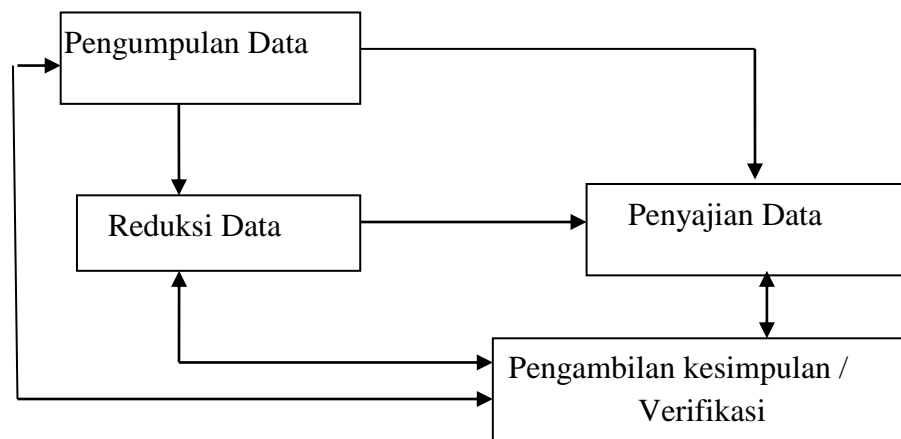 Pengumpulan Data
Reduksi Data
Penyajian Data
Pengambilan kesimpulan /
Verifikasi